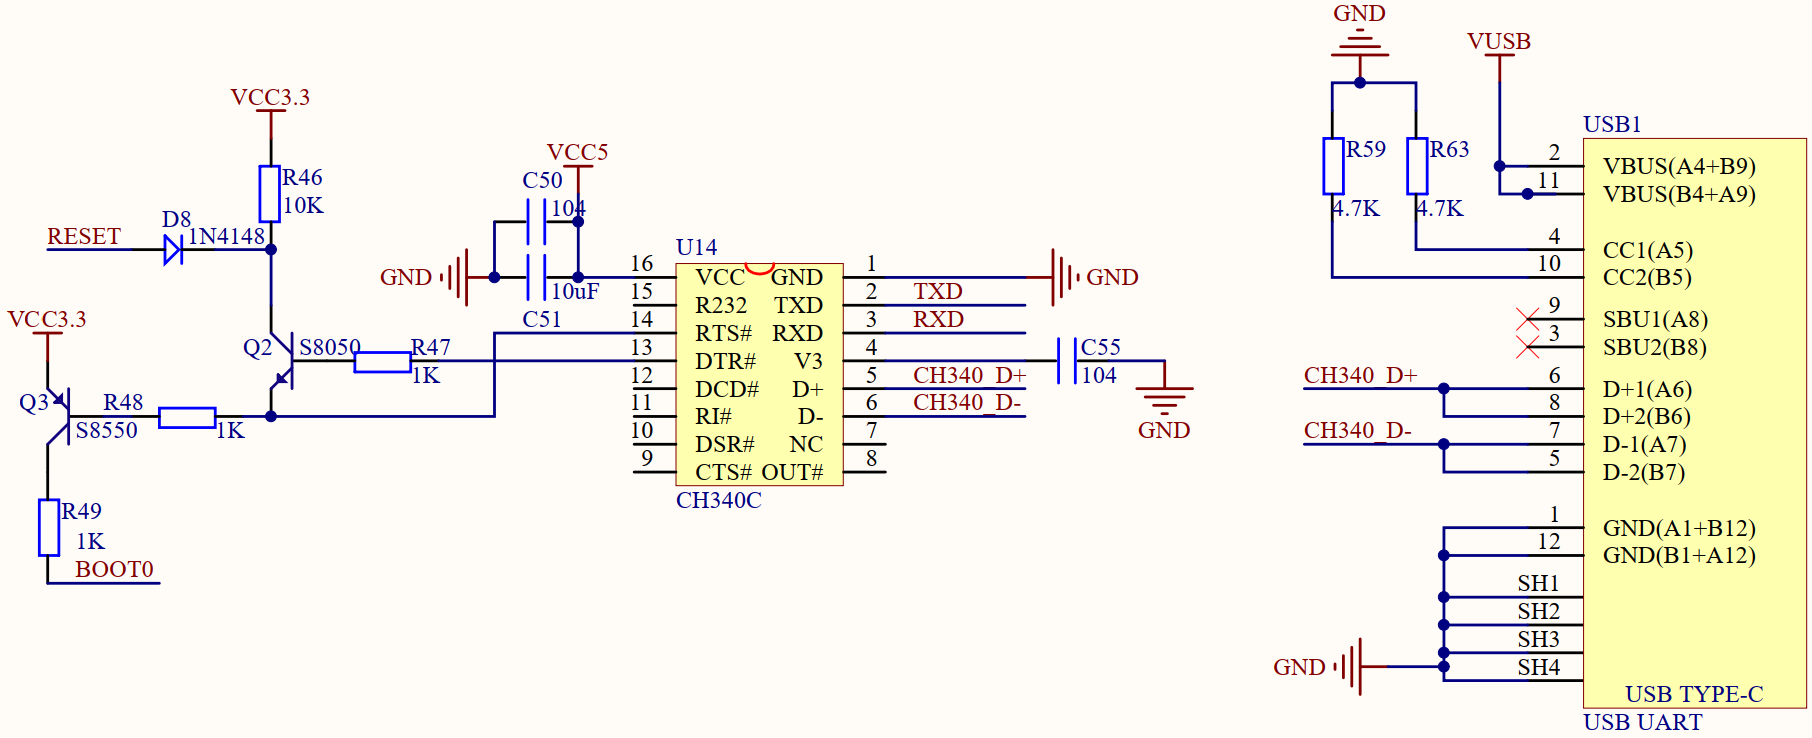 VCC3.3
R46
10K
D8
1N4148
RESET
VCC3.3
Q2
S8050
R47
1K
Q3
S8550
R48
1K
R49
1K
BOOT0
VCC5
C50
104
GND
10uF
C51
U14
16 VCC GND 1
GND
15 R232 TXD 2 TXD
14 RTS# RXD 3 RXD
13 DTR# V3 4
12 DCD# D+ 5 CH340_D+
11 RI# D- 6 CH340_D-
10 DSR# NC 7
9 CTS# OUT# 8
CH340C
C55
104
GND
GND
VUSB
R59
4.7K
R63
4.7K
USB1
2 VBUS(A4+B9)
11 VBUS(B4+A9)
4 CC1(A5)
10 CC2(B5)
9 SBU1(A8)
3 SBU2(B8)
CH340_D+
6 D+1(A6)
8 D+2(B6)
CH340_D-
7 D-1(A7)
5 D-2(B7)
1 GND(A1+B12)
12 GND(B1+A12)
SH1
SH2
SH3
SH4
GND
USB TYPE-C
USB UART